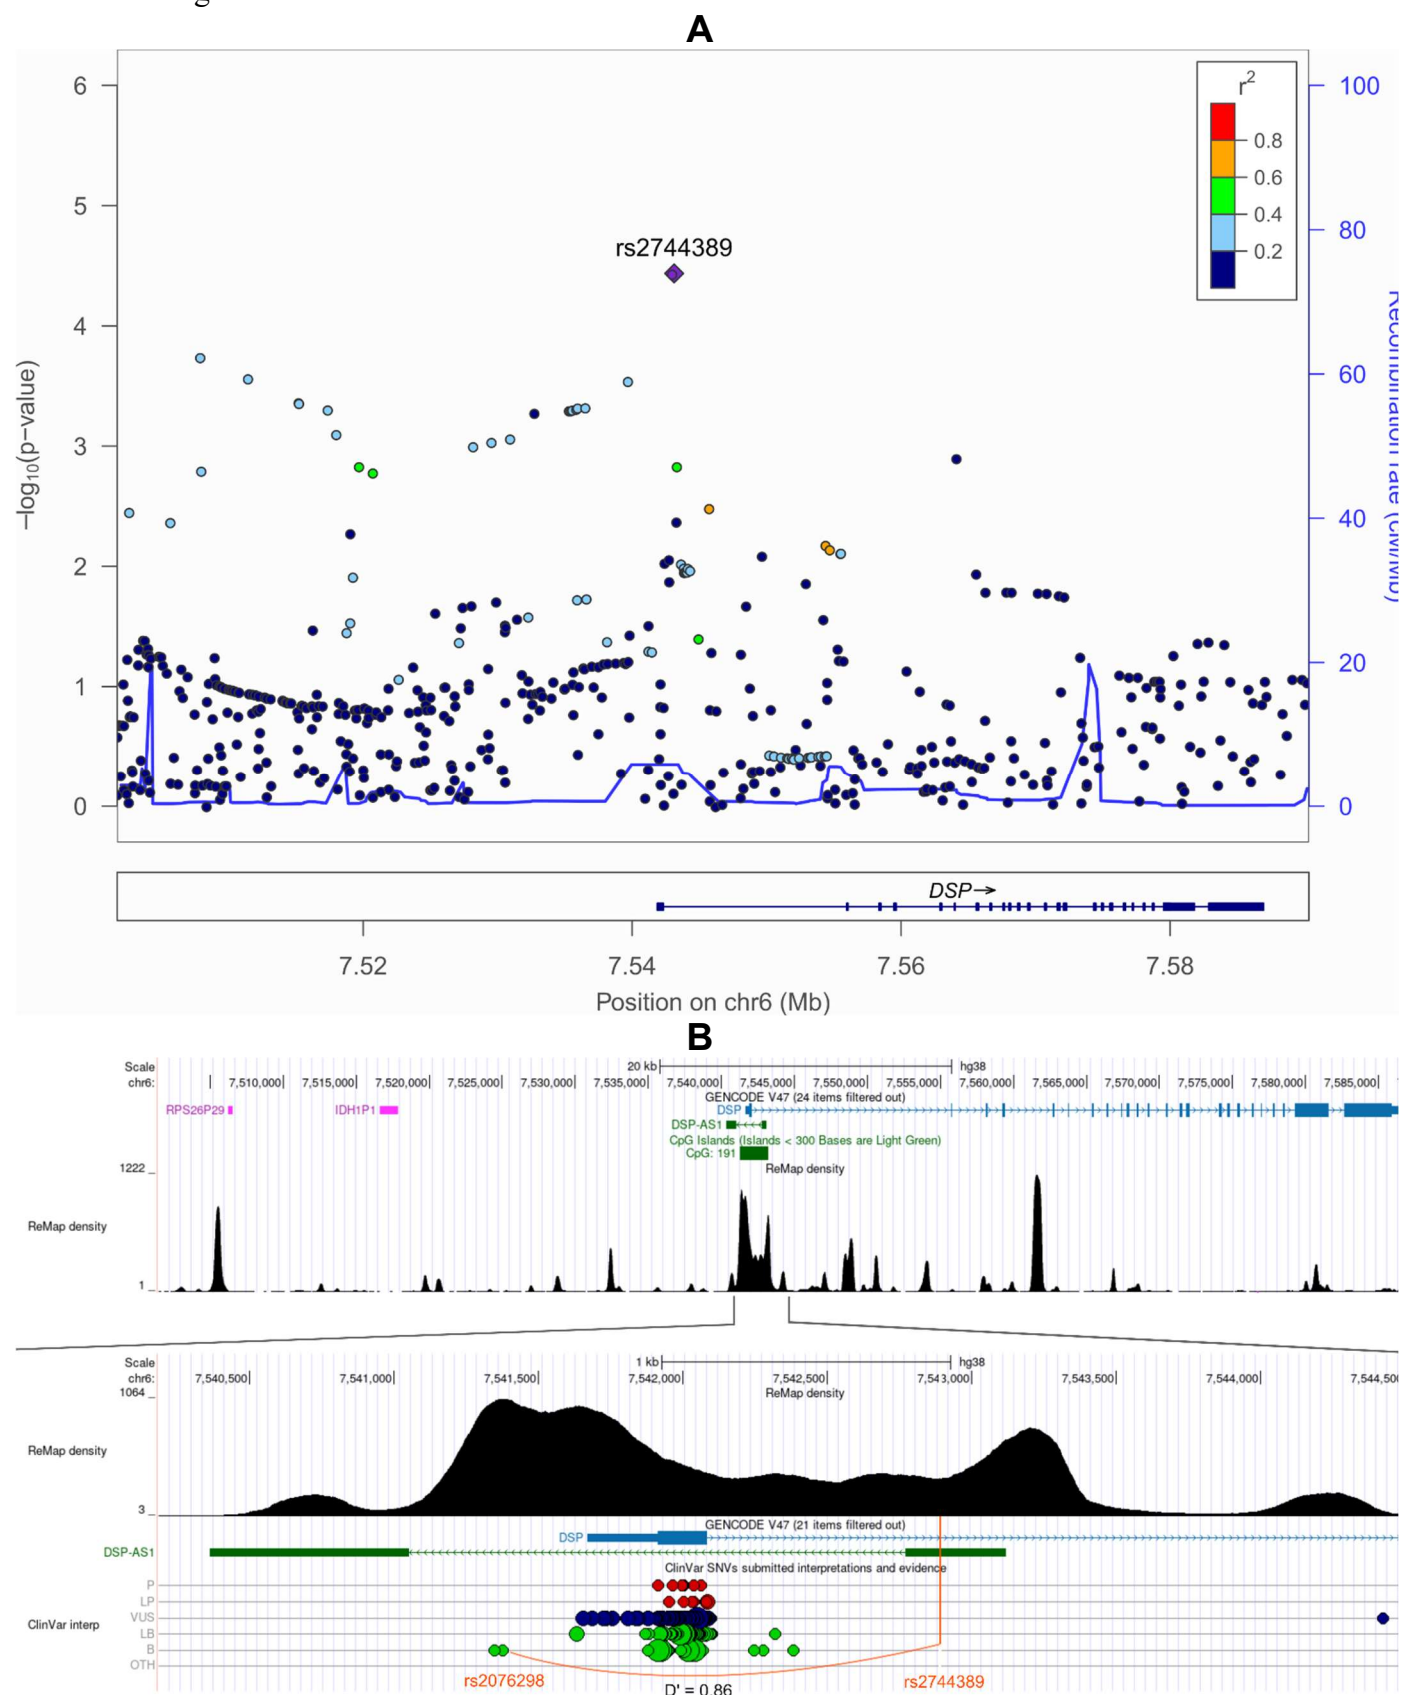 A
6
5
4
3
2
1
0
−log10(p−value)
rs2744389
r2
0.8
0.6
0.4
0.2
100
80
60
40
20
0
DSP→
7.52
7.54
7.56
7.58
Position on chr6 (Mb)
B
Scale 20 kb hg38
chr6: 7,510,000 7,515,000 7,520,000 7,525,000 7,530,000 7,535,000 7,540,000 7,545,000 7,550,000 7,555,000 7,560,000 7,565,000 7,570,000 7,575,000 7,580,000 7,585,000
GENCODE V47 (24 items filtered out)
RPS26P29 IDH1P1 DSP
DSP-AS1
CpG Islands (Islands < 300 Bases are Light Green)
CpG: 191
1222 ReMap density
ReMap density
1
Scale 1 kb hg38
chr6: 7,540,500 7,541,000 7,541,500 7,542,000 7,542,500 7,543,000 7,543,500 7,544,000 7,544,50
1064 ReMap density
ReMap density
3
GENCODE V47 (21 items filtered out)
DSP
DSP-AS1
ClinVar SNVs submitted interpretations and evidence
P
LP
VUS
ClinVar interp
LB
B
OTH
rs2076298 rs2744389
D' = 0.86